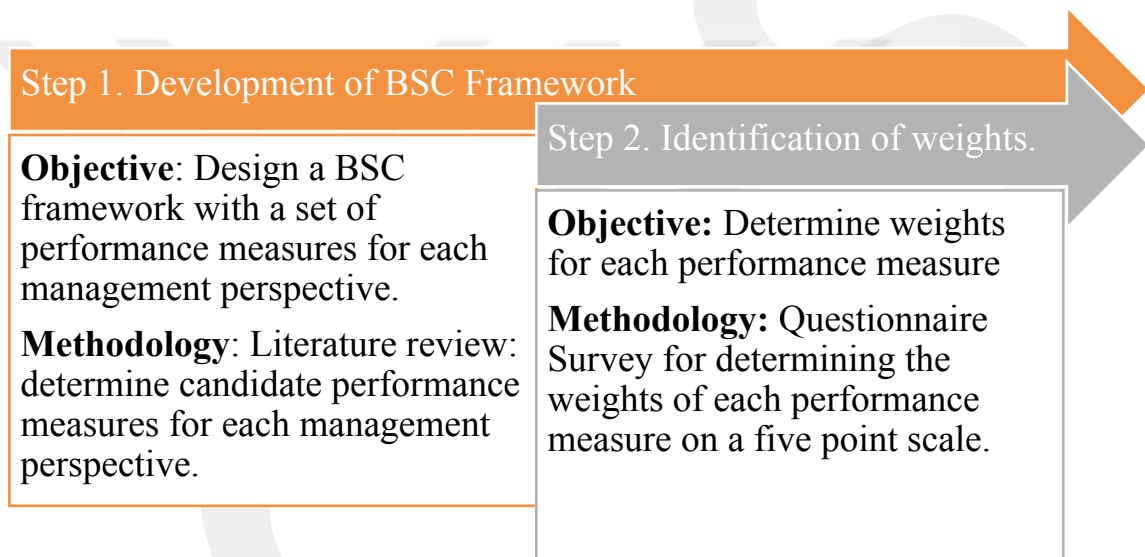 Step 1. Development of BSC Framework
Objective: Design a BSC
framework with a set of
performance measures for each
management perspective.
Methodology: Literature review:
determine candidate performance
measures for each management
perspective.
Step 2. Identification of weights.
Objective: Determine weights
for each performance measure
Methodology: Questionnaire
Survey for determining the
weights of each performance
measure on a five point scale.